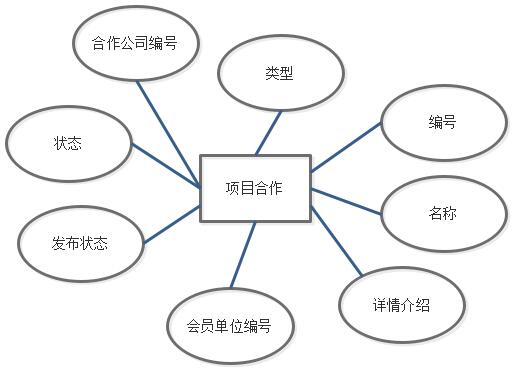 合作公司编号
类型
编号
状态
项目合作
名称
发布状态
详情介绍
会员单位编号